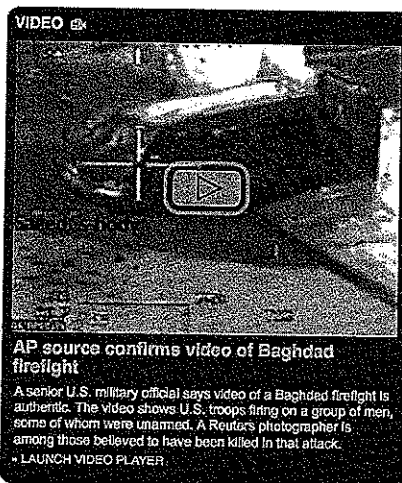 VIDEO
AP source confirms video of Baghdad
firefight
A senior U.S. military official says video of a Baghdad firefight is
authentic. The video shows U.S. troops firing on a group of men,
some of whom were unarmed. A Reuters photographer is
among those believed to have been killed in that attack.
» LAUNCH VIDEO PLAYER